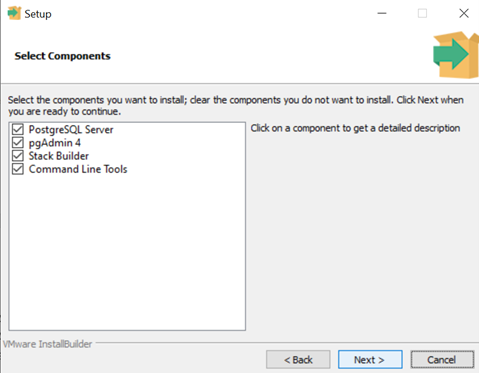 Setup
Select Components
Select the components you want to install; clear the components you do not want to install. Click Next when
you are ready to continue.
PostgreSQL Server
pgAdmin 4
Stack Builder
Command Line Tools
Click on a component to get a detailed description
VMware InstallBuilder
< Back
Next >
Cancel